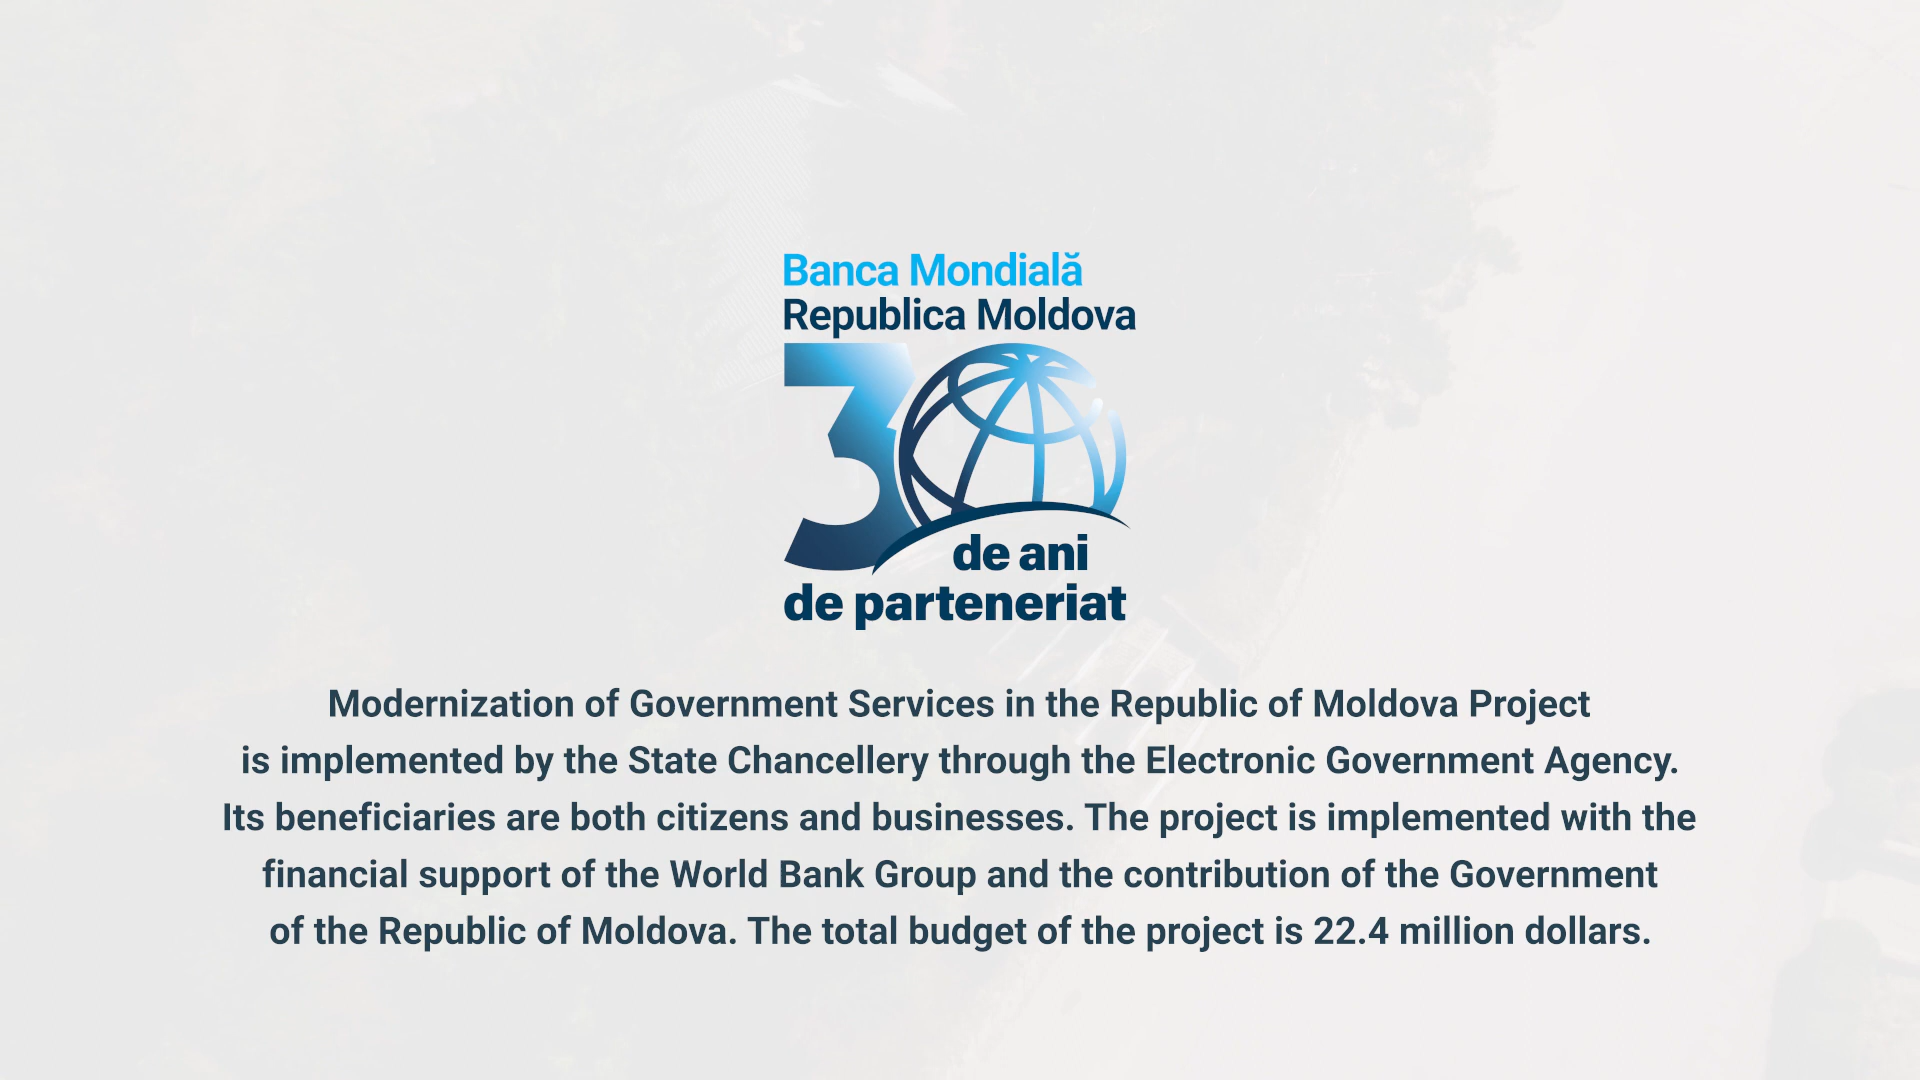 Banca Mondială
Republica Moldova
30
de ani
de parteneriat
Modernization of Government Services in the Republic of Moldova Project
is implemented by the State Chancellery through the Electronic Government Agency.
Its beneficiaries are both citizens and businesses. The project is implemented with the
financial support of the World Bank Group and the contribution of the Government
of the Republic of Moldova. The total budget of the project is 22.4 million dollars.